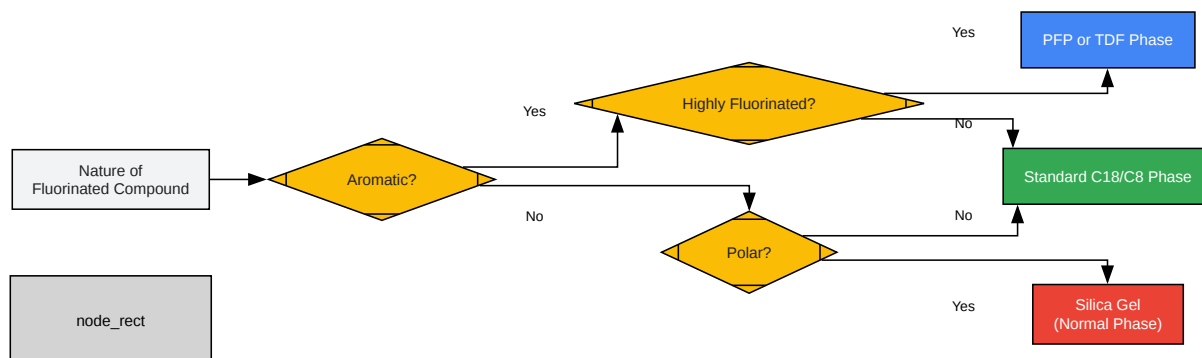 Nature of
Fluorinated Compound
Aromatic?
Yes
No
Highly Fluorinated?
Polar?
Yes
No
No
Yes
PFP or TDF Phase
Standard C18/C8 Phase
Silica Gel
(Normal Phase)
node_rect